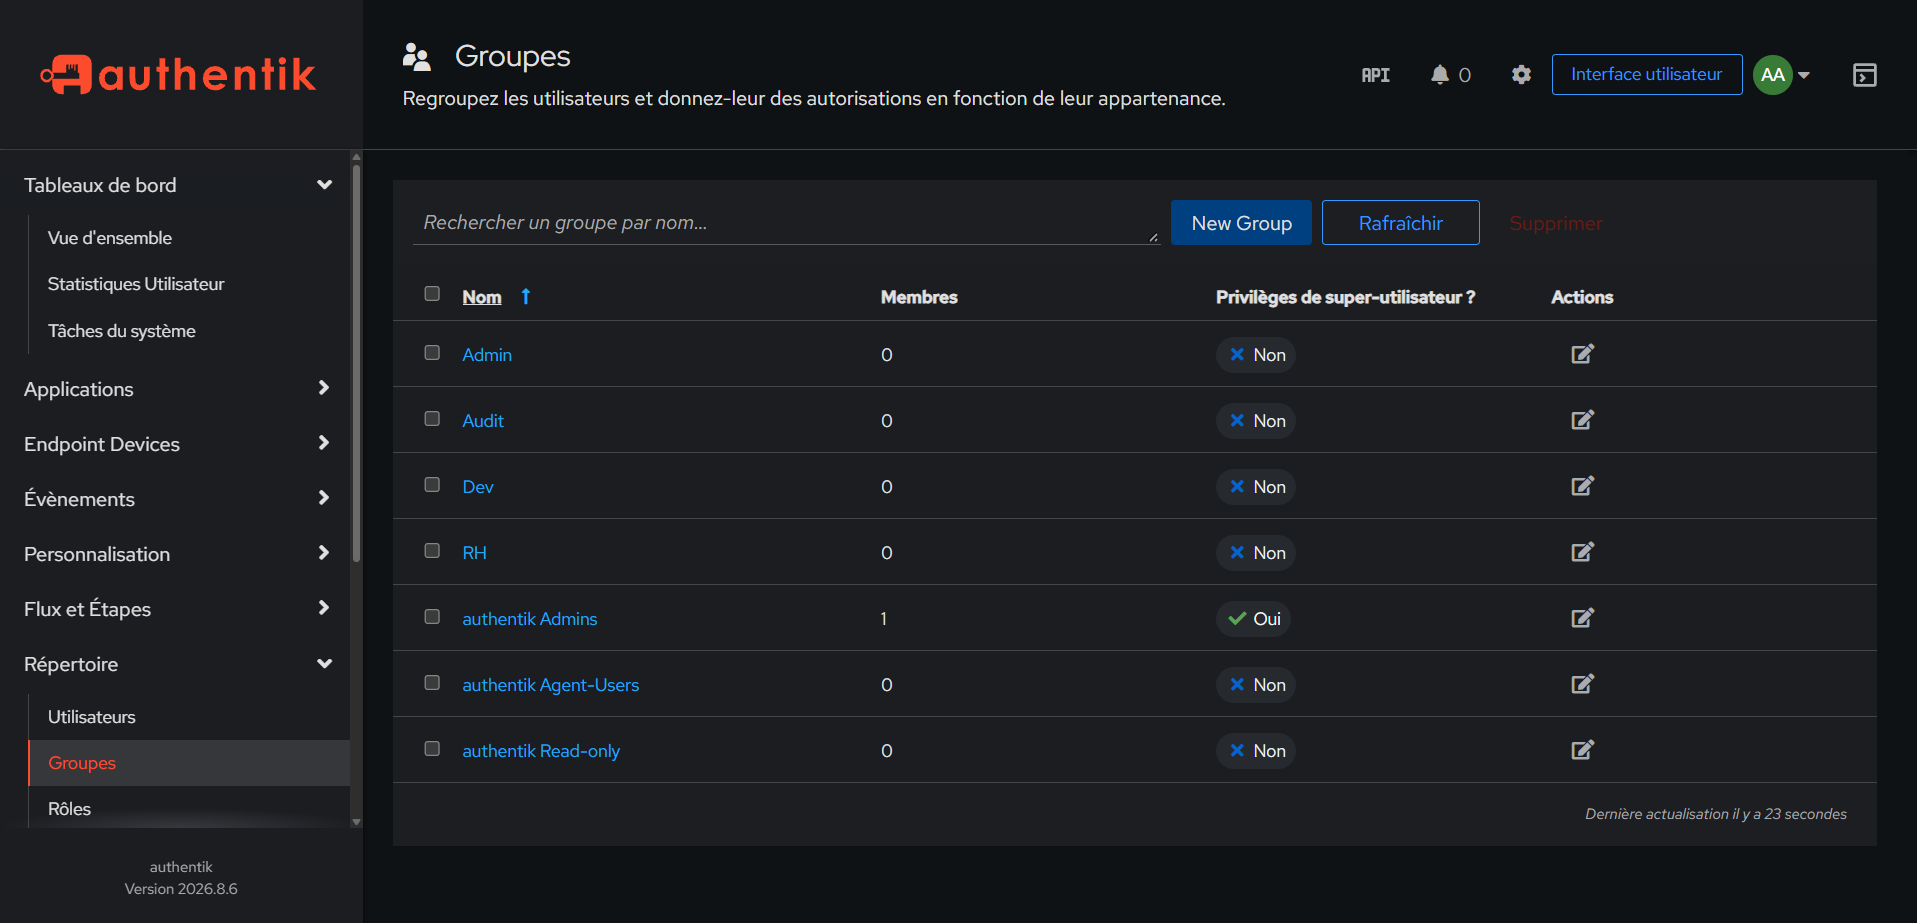 authentik
Groupes
Regroupez les utilisateurs et donnez-leur des autorisations en fonction de leur appartenance.
API
0
Interface utilisateur
AA
Tableaux de bord
Vue d'ensemble
Statistiques Utilisateur
Tâches du système
Applications
Endpoint Devices
Évènements
Personnalisation
Flux et Étapes
Répertoire
Utilisateurs
Groupes
Rôles
authentik
Version 2026.8.6
Rechercher un groupe par nom...
New Group
Rafraîchir
Supprimer
Nom Membres Privilèges de super-utilisateur ? Actions
Admin 0 Non
Audit 0 Non
Dev 0 Non
RH 0 Non
authentik Admins 1 Oui
authentik Agent-Users 0 Non
authentik Read-only 0 Non
Dernière actualisation il y a 23 secondes